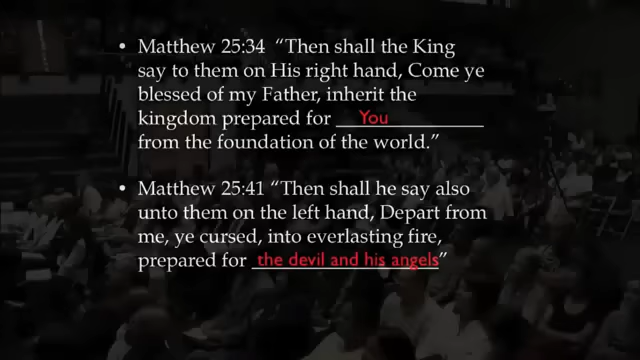 • Matthew 25:34 “Then shall the King
say to them on His right hand, Come ye
blessed of my Father, inherit the
kingdom prepared for ___You___
from the foundation of the world.”
• Matthew 25:41 “Then shall he say also
unto them on the left hand, Depart from
me, ye cursed, into everlasting fire,
prepared for the devil and his angels”